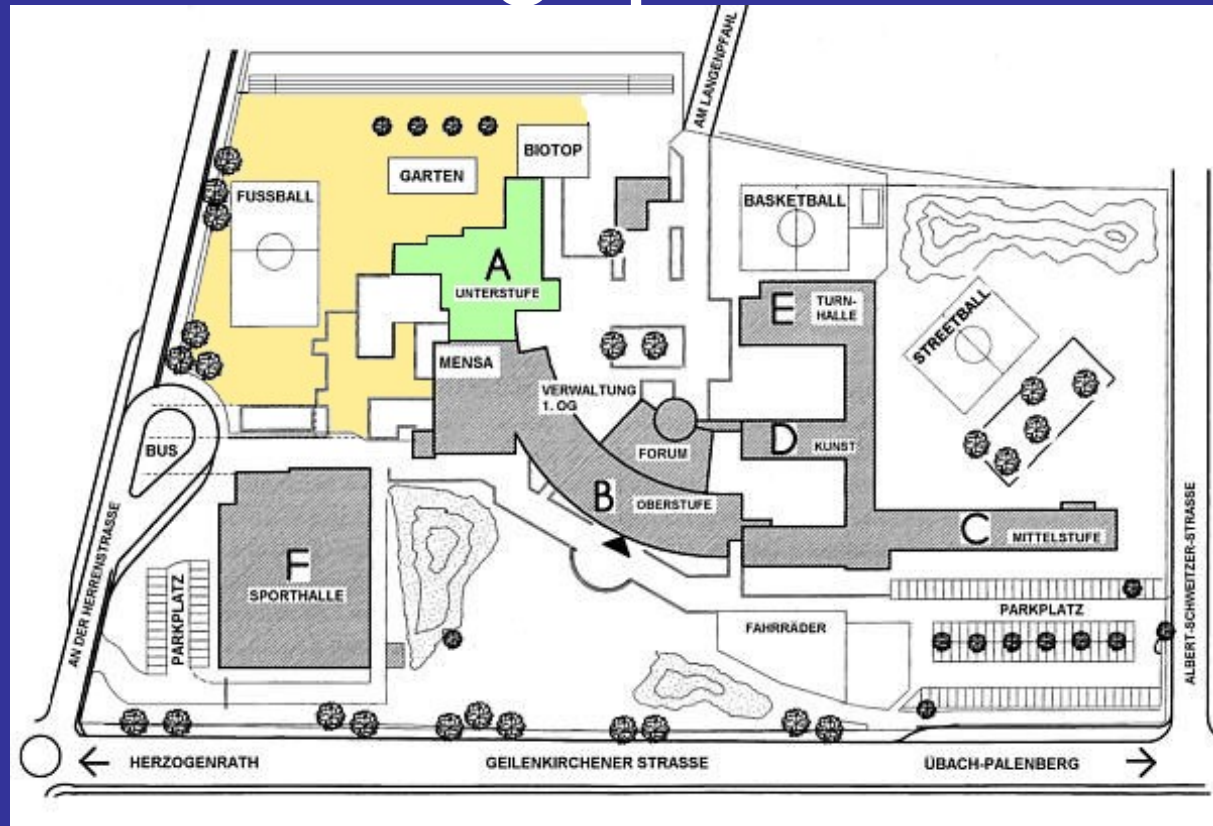 AM LANGENPFAHL
BIOTOP
GARTEN
FUSSBALL
BASKETBALL
A
UNTERSTUFE
E
TURN-
HALLE
STREETBALL
MENSA
VERWALTUNG
1. OG
BUS
FORUM
D
KUNST
B
OBERSTUFE
C
MITTELSTUFE
F
SPORTHALLE
AN DER HERRENSTRASSE
PARKPLATZ
FAHRRÄDER
PARKPLATZ
ALBERT-SCHWEITZER-STRASSE
HERZOGENRATH
GEILENKIRCHENER STRASSE
ÜBACH-PALENBERG